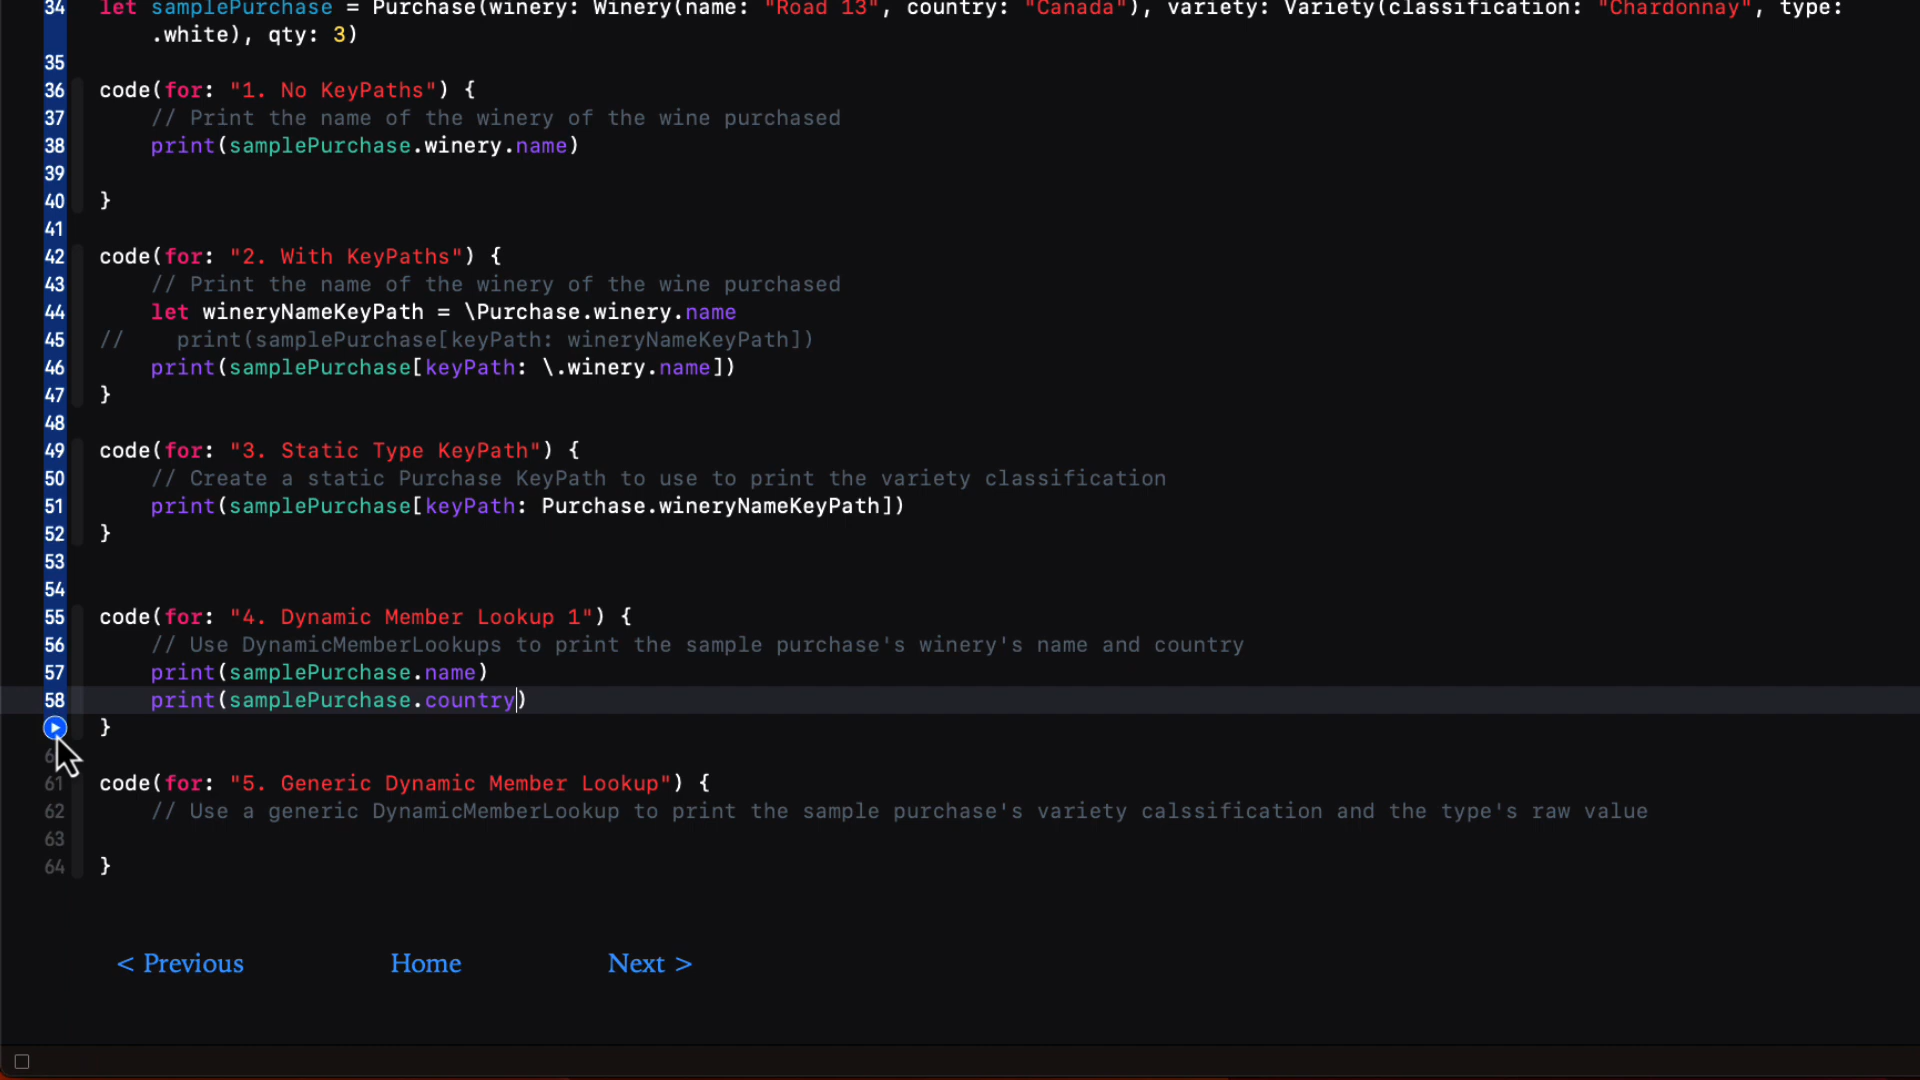 34 let samplePurchase = Purchase(winery: Winery(name: "Road 13", country: "Canada"), variety: Variety(classification: "Chardonnay", type:
.white), qty: 3)
35
36 code(for: "1. No KeyPaths") {
37 // Print the name of the winery of the wine purchased
38 print(samplePurchase.winery.name)
39
40 }
41
42 code(for: "2. With KeyPaths") {
43 // Print the name of the winery of the wine purchased
44 let wineryNameKeyPath = \Purchase.winery.name
45 // print(samplePurchase[keyPath: wineryNameKeyPath])
46 print(samplePurchase[keyPath: \.winery.name])
47 }
48
49 code(for: "3. Static Type KeyPath") {
50 // Create a static Purchase KeyPath to use to print the variety classification
51 print(samplePurchase[keyPath: Purchase.wineryNameKeyPath])
52 }
53
54
55 code(for: "4. Dynamic Member Lookup 1") {
56 // Use DynamicMemberLookups to print the sample purchase's winery's name and country
57 print(samplePurchase.name)
58 print(samplePurchase.country)
}
61 code(for: "5. Generic Dynamic Member Lookup") {
62 // Use a generic DynamicMemberLookup to print the sample purchase's variety calssification and the type's raw value
63
64 }
< Previous Home Next >